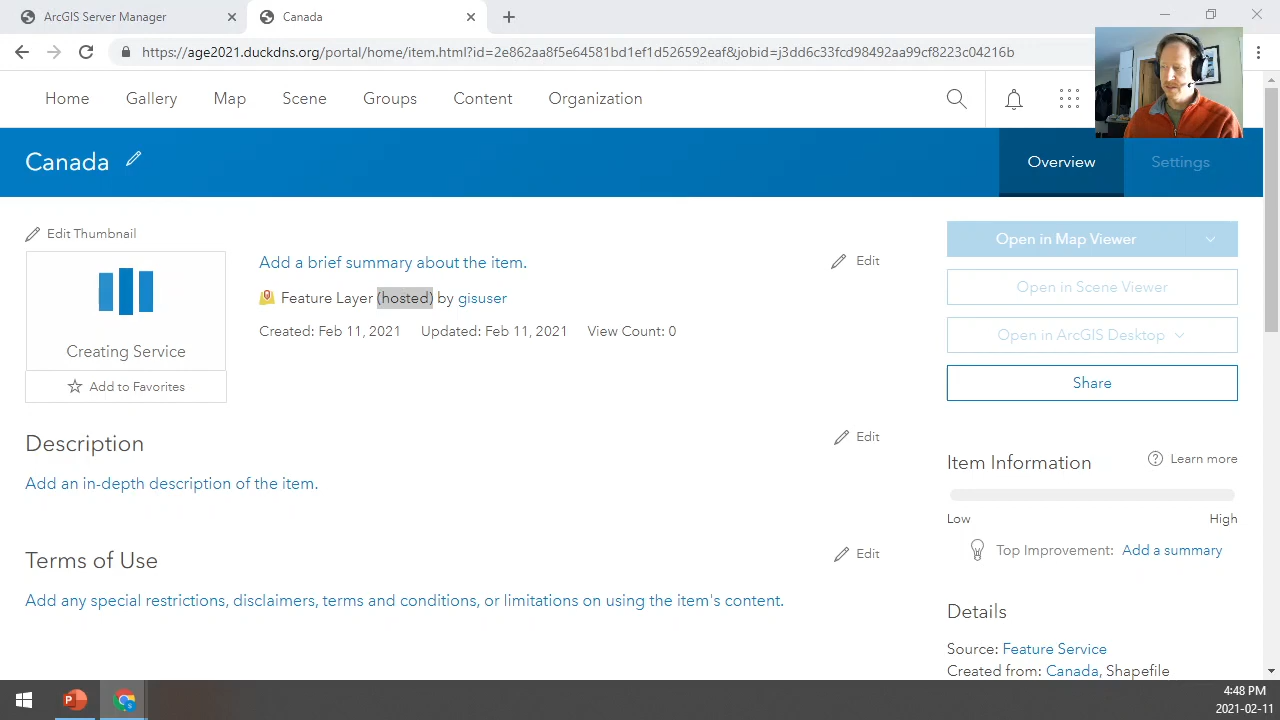 ArcGIS Server Manager
Canada
https://age2021.duckdns.org/portal/home/item.html?id=2e862aa8f5e64581bd1ef1d526592eaf&jobid=j3dd6c33fcd98492aa99cf8223c04216b
Home Gallery Map Scene Groups Content Organization
Canada
Overview
Settings
Edit Thumbnail
Creating Service
Add to Favorites
Add a brief summary about the item.
Edit
Feature Layer (hosted) by gisuser
Created: Feb 11, 2021 Updated: Feb 11, 2021 View Count: 0
Open in Map Viewer
Open in Scene Viewer
Open in ArcGIS Desktop
Share
Description
Edit
Add an in-depth description of the item.
Item Information
Learn more
Low
High
Top Improvement: Add a summary
Terms of Use
Edit
Add any special restrictions, disclaimers, terms and conditions, or limitations on using the item's content.
Details
Source: Feature Service
Created from: Canada, Shapefile
4:48 PM
2021-02-11